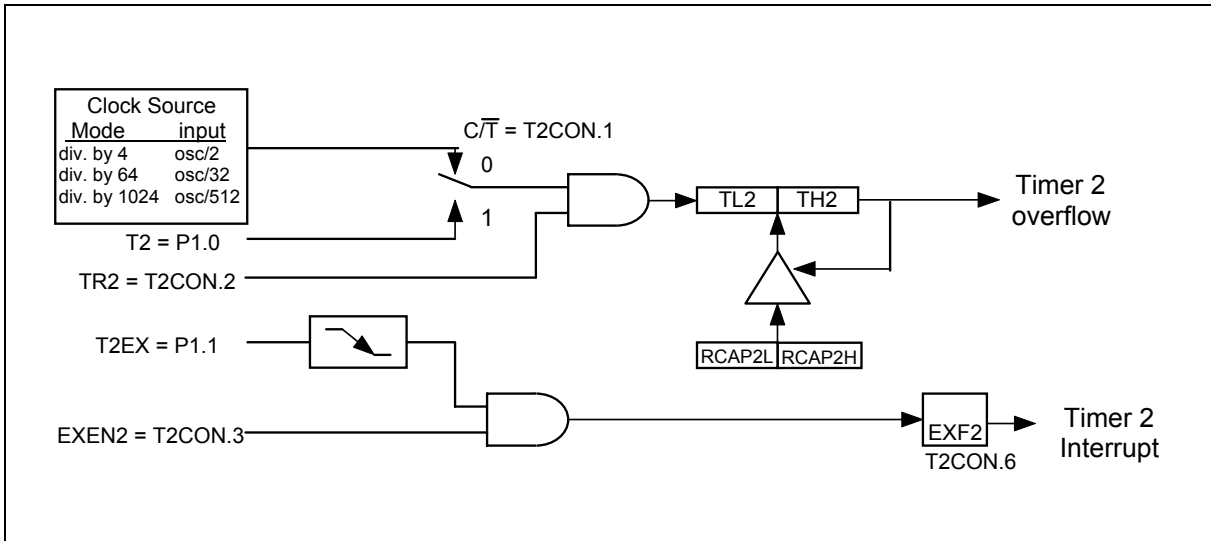 Clock Source
Mode input
div. by 4 osc/2
div. by 64 osc/32
div. by 1024 osc/512
C/T̅ = T2CON.1
0
1
T2 = P1.0
TR2 = T2CON.2
TL2 TH2
Timer 2
overflow
RCAP2L RCAP2H
T2EX = P1.1
EXEN2 = T2CON.3
EXF2
T2CON.6
Timer 2
Interrupt